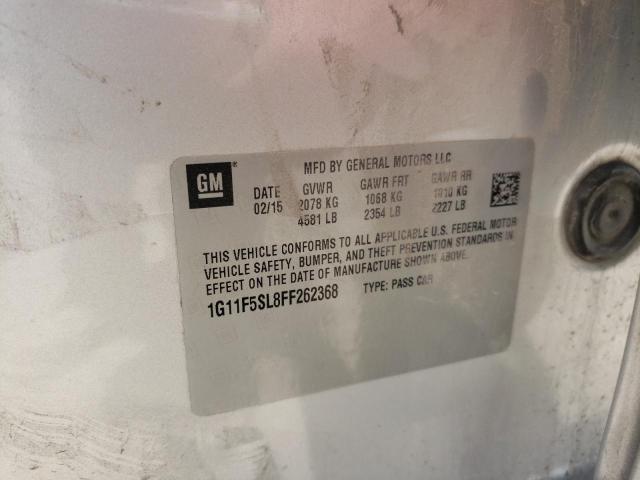 MFD BY GENERAL MOTORS LLC
GM
DATE GVWR GAWR FRT GAWR RR
02/15 2078 KG 1068 KG 1010 KG
4581 LB 2354 LB 2227 LB
THIS VEHICLE CONFORMS TO ALL APPLICABLE U.S. FEDERAL MOTOR
VEHICLE SAFETY, BUMPER, AND THEFT PREVENTION STANDARDS IN
EFFECT ON THE DATE OF MANUFACTURE SHOWN ABOVE.
1G11F5SL8FF262368 TYPE: PASS CAR